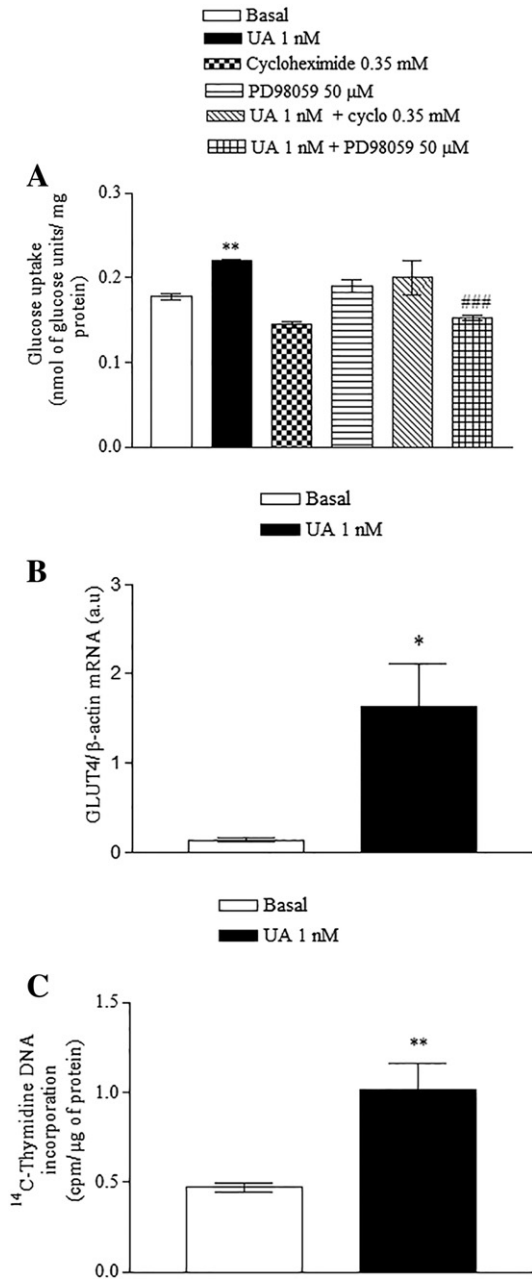 Basal
UA 1 nM
Cycloheximide 0.35 mM
PD98059 50 μM
UA 1 nM + cyclo 0.35 mM
UA 1 nM + PD98059 50 μM
A
Glucose uptake
(nmol of glucose units/ mg
protein)
0.3
0.2
0.1
0.0
**
###
Basal
UA 1 nM
B
GLUT4/β-actin mRNA (a.u)
3
2
1
0
*
Basal
UA 1 nM
C
¹⁴C-Thymidine DNA
incorporation
(cpm/μg of protein)
1.5
1.0
0.5
0.0
**